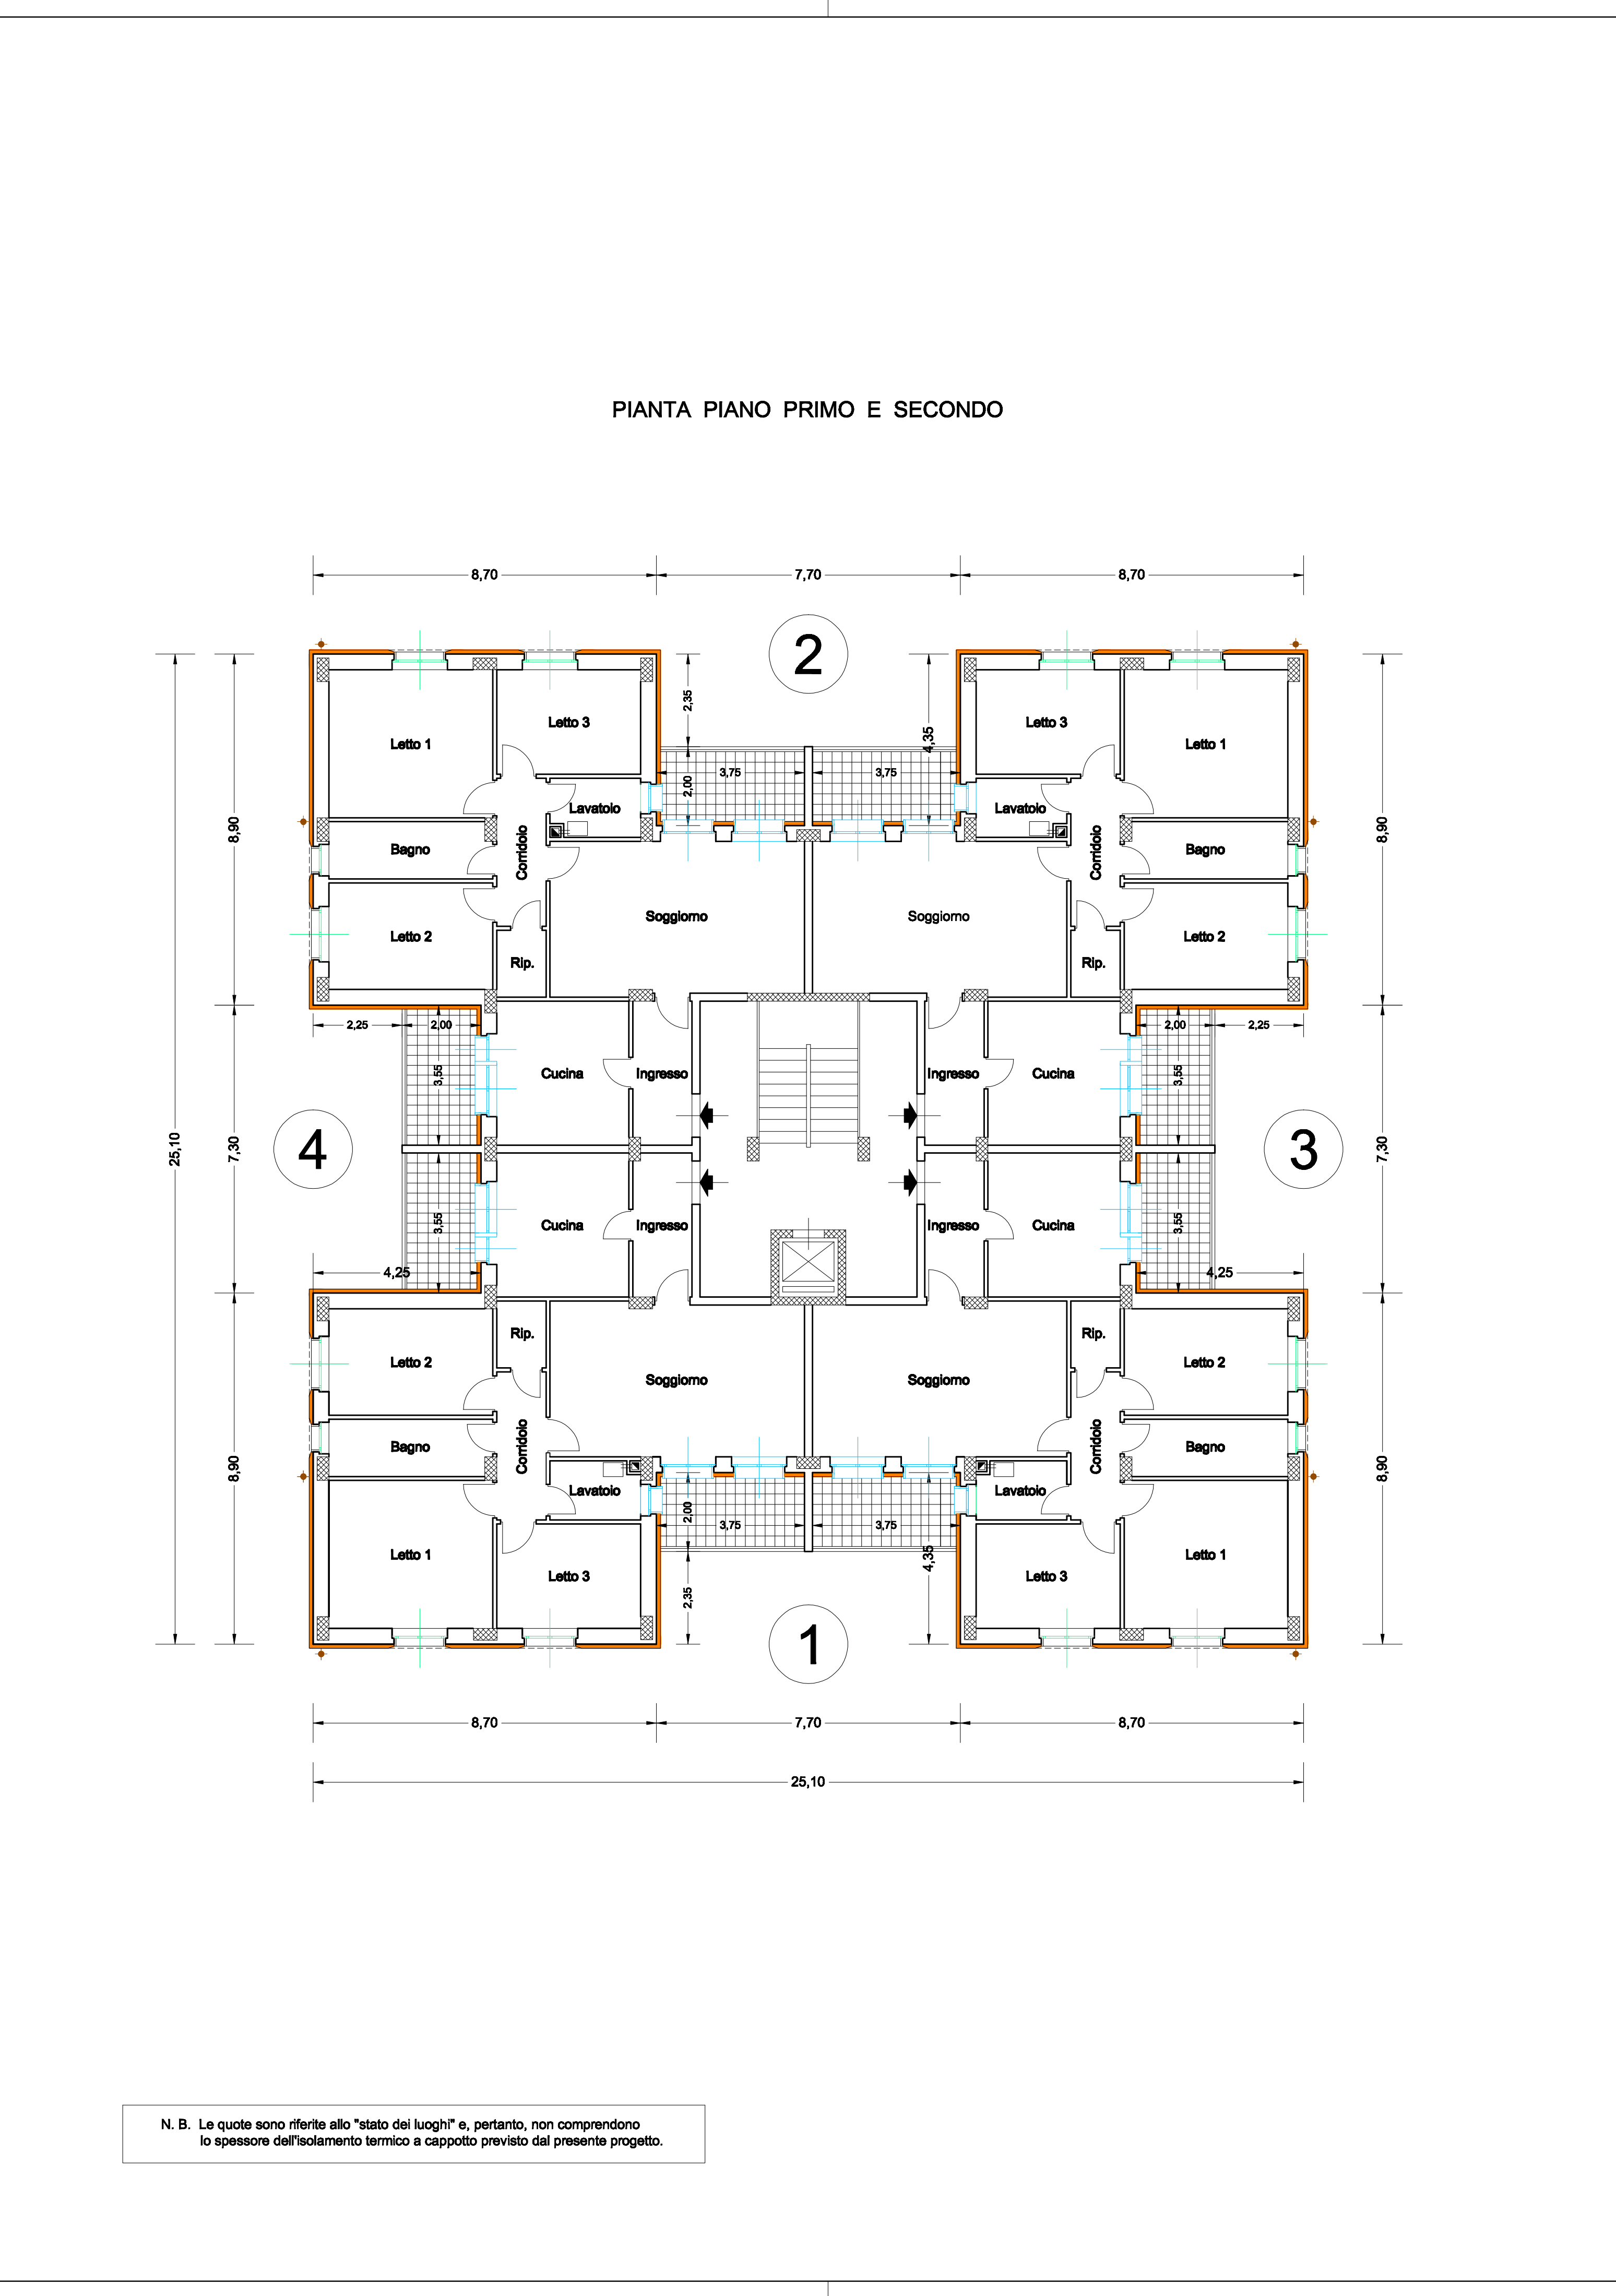 PIANTA PIANO PRIMO E SECONDO
8,70 7,70 8,70
2
2,35 4,35
Letto 3 Letto 3
Letto 1 Letto 1
3,75 3,75
2,00
Lavatoio Lavatoio
8,90 8,90
Bagno Corridoio Corridoio Bagno
Soggiorno Soggiorno
Letto 2 Letto 2
Rip. Rip.
2,25 2,00 2,00 2,25
3,55 Cucina Ingresso Ingresso Cucina 3,55
25,10 7,30 4 3 7,30
3,55 Cucina Ingresso Ingresso Cucina 3,55
4,25 4,25
Rip. Rip.
Letto 2 Letto 2
Soggiorno Soggiorno
Bagno Corridoio Corridoio Bagno
8,90 8,90
Lavatoio Lavatoio
2,00
3,75 3,75
Letto 1 Letto 1
4,35
Letto 3 Letto 3
2,35
1
8,70 7,70 8,70
25,10
N. B. Le quote sono riferite allo "stato dei luoghi" e, pertanto, non comprendono
lo spessore dell'isolamento termico a cappotto previsto dal presente progetto.